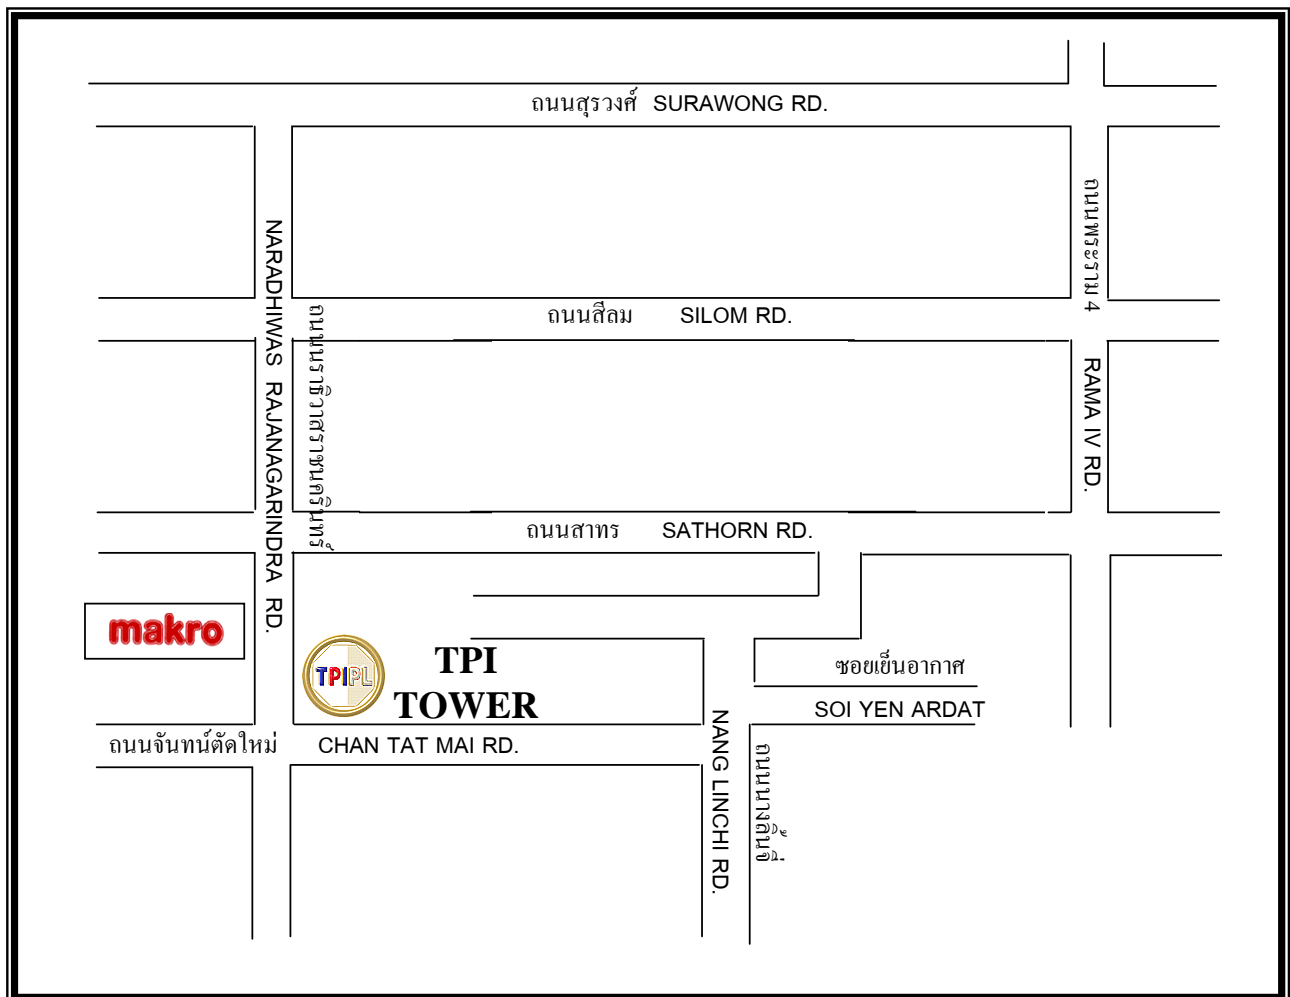 ถนนสุรวงศ์ SURAWONG RD.
ถนนพระราม 4
RAMA IV RD.
NARADHIWAS RAJANAGARINDRA RD.
ถนนนราธิวาสราชนครินทร์
ถนนสีลม SILOM RD.
ถนนสาทร SATHORN RD.
makro
TPIPL
TPI
TOWER
ซอยเย็นอากาศ
SOI YEN ARDAT
ถนนจันทน์ตัดใหม่ CHAN TAT MAI RD.
NANG LINCHI RD.
ถนนนางลิ้นจี่